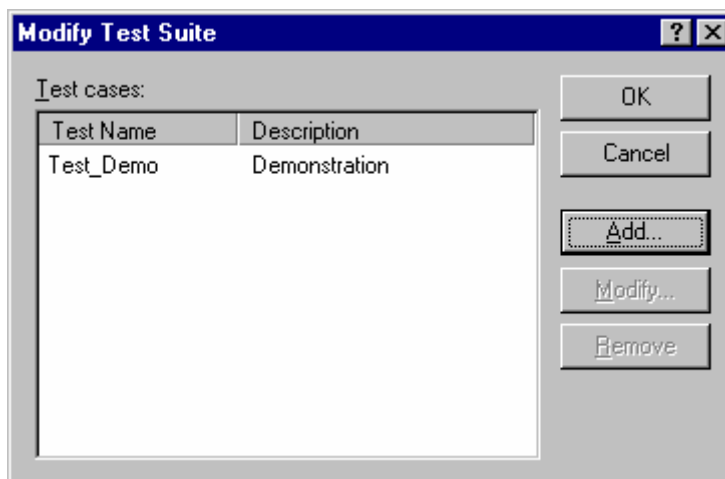 Modify Test Suite
Test cases:
Test Name Description
Test_Demo Demonstration
OK
Cancel
Add...
Modify...
Remove